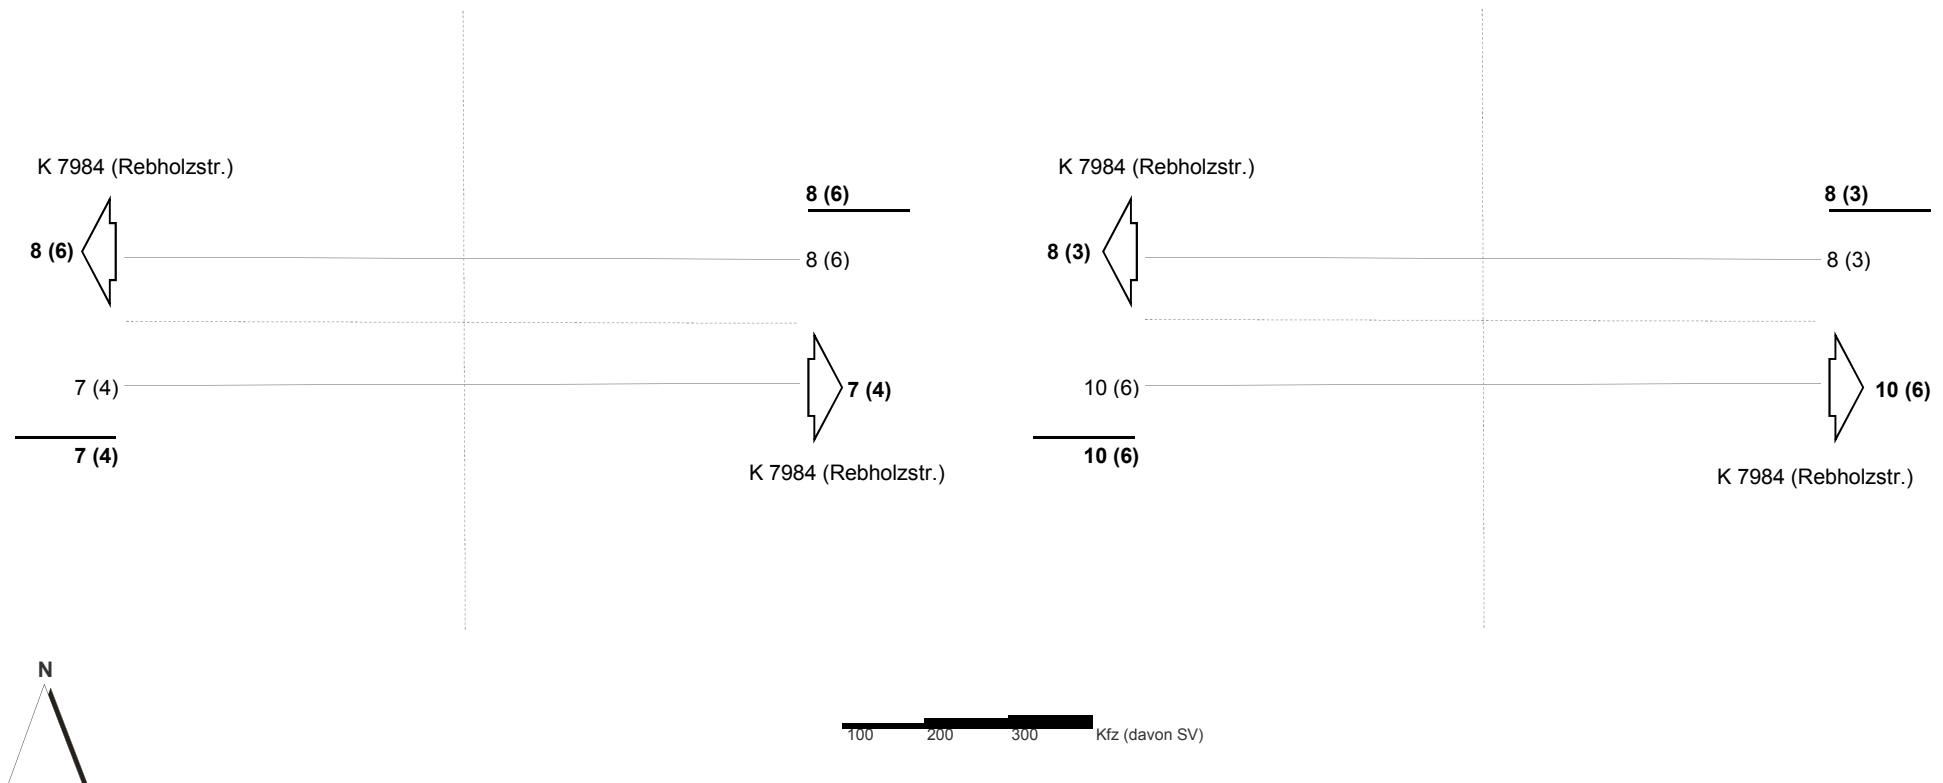 K 7984 (Rebholzstr.)
8 (6)
8 (6)
8 (6)
7 (4)
7 (4)
7 (4)
K 7984 (Rebholzstr.)
K 7984 (Rebholzstr.)
8 (3)
8 (3)
8 (3)
10 (6)
10 (6)
10 (6)
K 7984 (Rebholzstr.)
N
100 200 300 Kfz (davon SV)